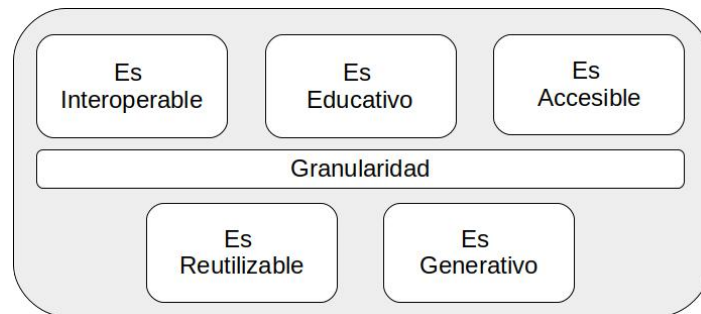 Es
Interoperable
Es
Educativo
Es
Accesible
Granularidad
Es
Reutilizable
Es
Generativo